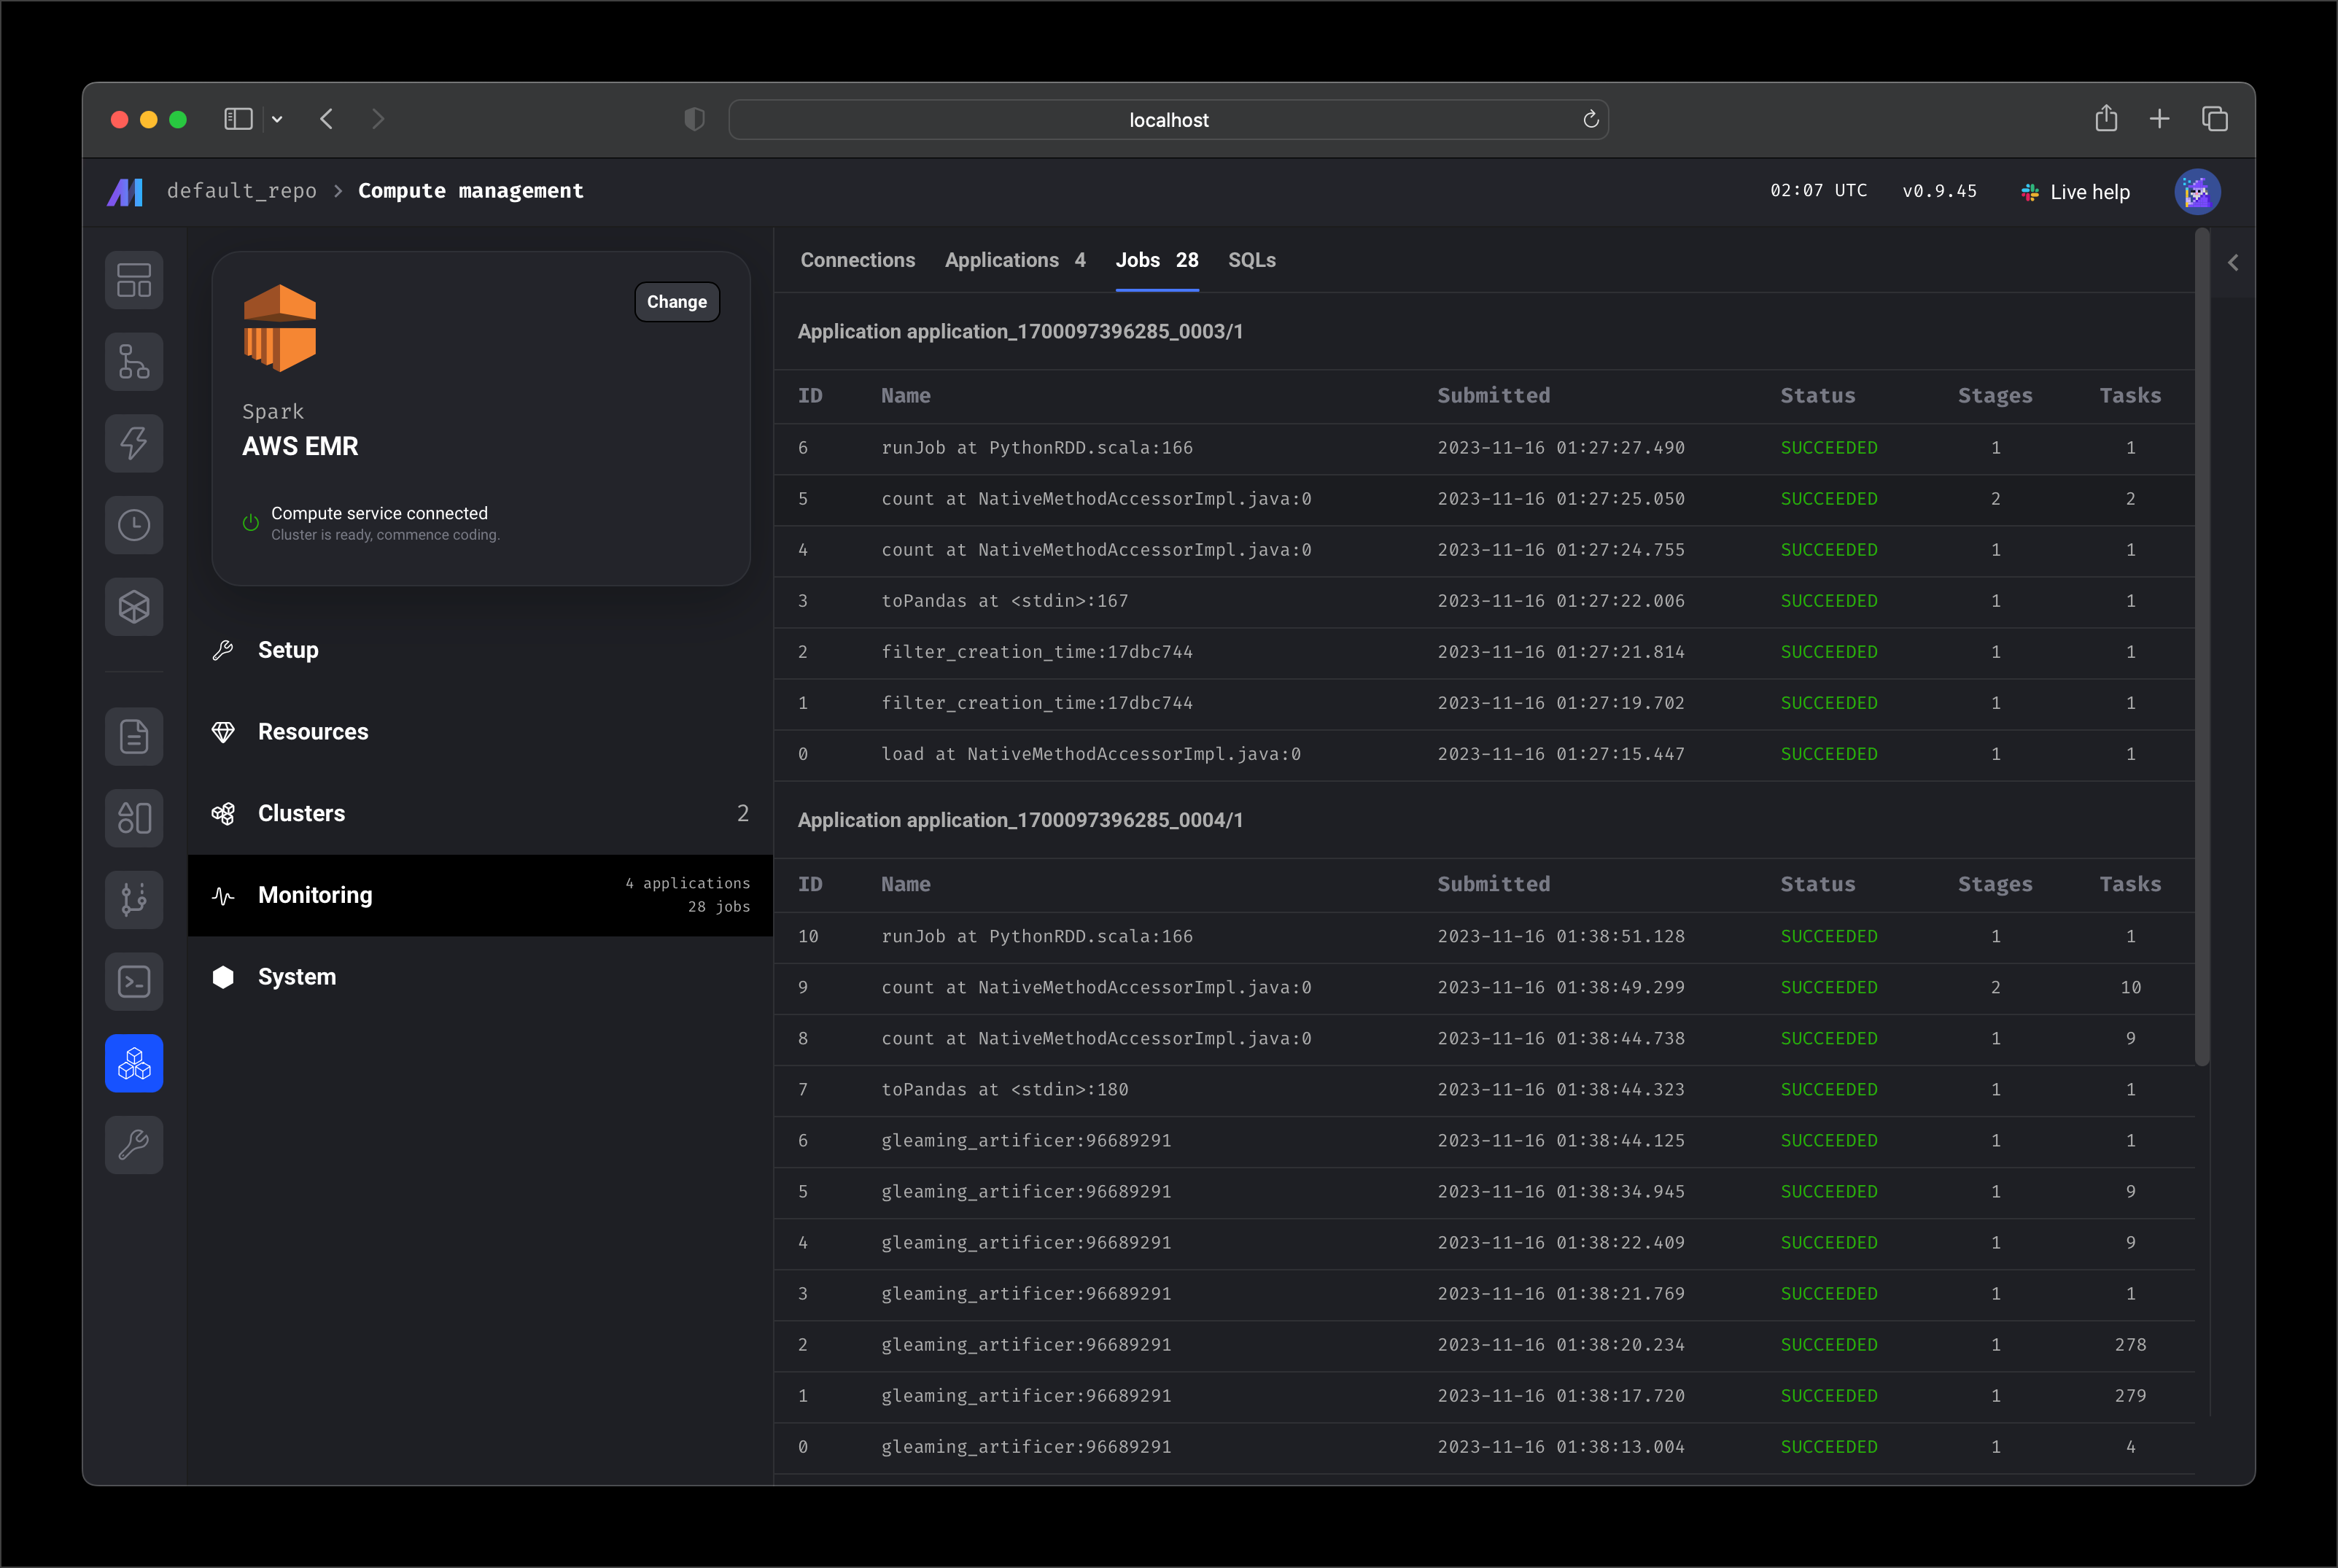 localhost
default_repo > Compute management
02:07 UTC v0.9.45 Live help
Change
Spark
AWS EMR
Compute service connected
Cluster is ready, commence coding.
Setup
Resources
Clusters 2
Monitoring 4 applications
28 jobs
System
Connections Applications 4 Jobs 28 SQLs
Application application_1700097396285_0003/1
ID Name Submitted Status Stages Tasks
6 runJob at PythonRDD.scala:166 2023-11-16 01:27:27.490 SUCCEEDED 1 1
5 count at NativeMethodAccessorImpl.java:0 2023-11-16 01:27:25.050 SUCCEEDED 2 2
4 count at NativeMethodAccessorImpl.java:0 2023-11-16 01:27:24.755 SUCCEEDED 1 1
3 toPandas at <stdin>:167 2023-11-16 01:27:22.006 SUCCEEDED 1 1
2 filter_creation_time:17dbc744 2023-11-16 01:27:21.814 SUCCEEDED 1 1
1 filter_creation_time:17dbc744 2023-11-16 01:27:19.702 SUCCEEDED 1 1
0 load at NativeMethodAccessorImpl.java:0 2023-11-16 01:27:15.447 SUCCEEDED 1 1
Application application_1700097396285_0004/1
ID Name Submitted Status Stages Tasks
10 runJob at PythonRDD.scala:166 2023-11-16 01:38:51.128 SUCCEEDED 1 1
9 count at NativeMethodAccessorImpl.java:0 2023-11-16 01:38:49.299 SUCCEEDED 2 10
8 count at NativeMethodAccessorImpl.java:0 2023-11-16 01:38:44.738 SUCCEEDED 1 9
7 toPandas at <stdin>:180 2023-11-16 01:38:44.323 SUCCEEDED 1 1
6 gleaming_artificer:96689291 2023-11-16 01:38:44.125 SUCCEEDED 1 1
5 gleaming_artificer:96689291 2023-11-16 01:38:34.945 SUCCEEDED 1 9
4 gleaming_artificer:96689291 2023-11-16 01:38:22.409 SUCCEEDED 1 9
3 gleaming_artificer:96689291 2023-11-16 01:38:21.769 SUCCEEDED 1 1
2 gleaming_artificer:96689291 2023-11-16 01:38:20.234 SUCCEEDED 1 278
1 gleaming_artificer:96689291 2023-11-16 01:38:17.720 SUCCEEDED 1 279
0 gleaming_artificer:96689291 2023-11-16 01:38:13.004 SUCCEEDED 1 4